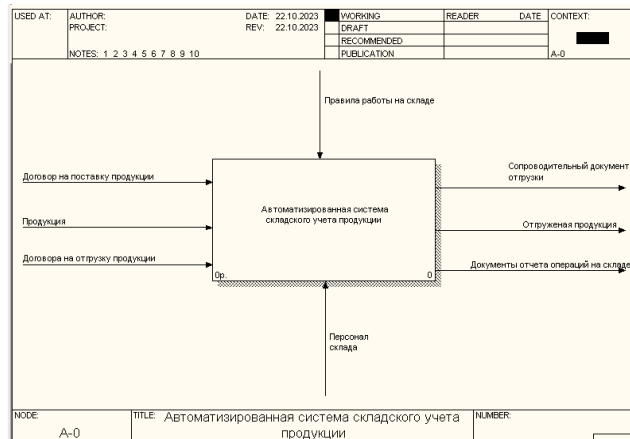 USED AT: AUTHOR: DATE: 22.10.2023 WORKING READER DATE CONTEXT:
PROJECT: REV: 22.10.2023 DRAFT
RECOMMENDED
NOTES: 1 2 3 4 5 6 7 8 9 10 PUBLICATION A-0
Правила работы на складе
Договор на поставку продукции
Продукция
Договора на отгрузку продукции
Автоматизированная система
складского учета продукции
0р. 0
Сопроводительный документ
отгрузки
Отгруженая продукция
Документы отчета операций на складе
Персонал
склада
NODE: TITLE: Автоматизированная система складского учета NUMBER:
A-0 продукции